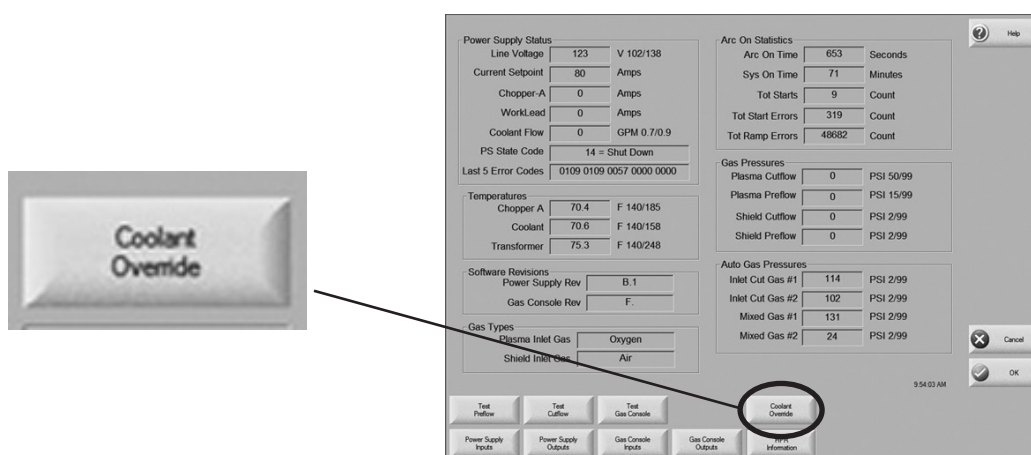 Coolant
Override
Power Supply Status
Line Voltage 123 V 102/138
Current Setpoint 80 Amps
Chopper-A 0 Amps
WorkLead 0 Amps
Coolant Flow 0 GPM 0.7/0.9
PS State Code 14 = Shut Down
Last 5 Error Codes 0109 0109 0057 0000 0000
Temperatures
Chopper A 70.4 F 140/185
Coolant 70.6 F 140/158
Transformer 75.3 F 140/248
Software Revisions
Power Supply Rev B.1
Gas Console Rev F.
Gas Types
Plasma Inlet Gas Oxygen
Shield Inlet Gas Air
Arc On Statistics
Arc On Time 653 Seconds
Sys On Time 71 Minutes
Tot Starts 9 Count
Tot Start Errors 319 Count
Tot Ramp Errors 48682 Count
Gas Pressures
Plasma Cutflow 0 PSI 50/99
Plasma Preflow 0 PSI 15/99
Shield Cutflow 0 PSI 2/99
Shield Preflow 0 PSI 2/99
Auto Gas Pressures
Inlet Cut Gas #1 114 PSI 2/99
Inlet Cut Gas #2 102 PSI 2/99
Mixed Gas #1 131 PSI 2/99
Mixed Gas #2 24 PSI 2/99
Help
Cancel
OK
9:54:03 AM
Test
Preflow
Test
Cutflow
Test
Gas Console
Coolant
Override
Power Supply
Inputs
Power Supply
Outputs
Gas Console
Inputs
Gas Console
Outputs
HPR
Information